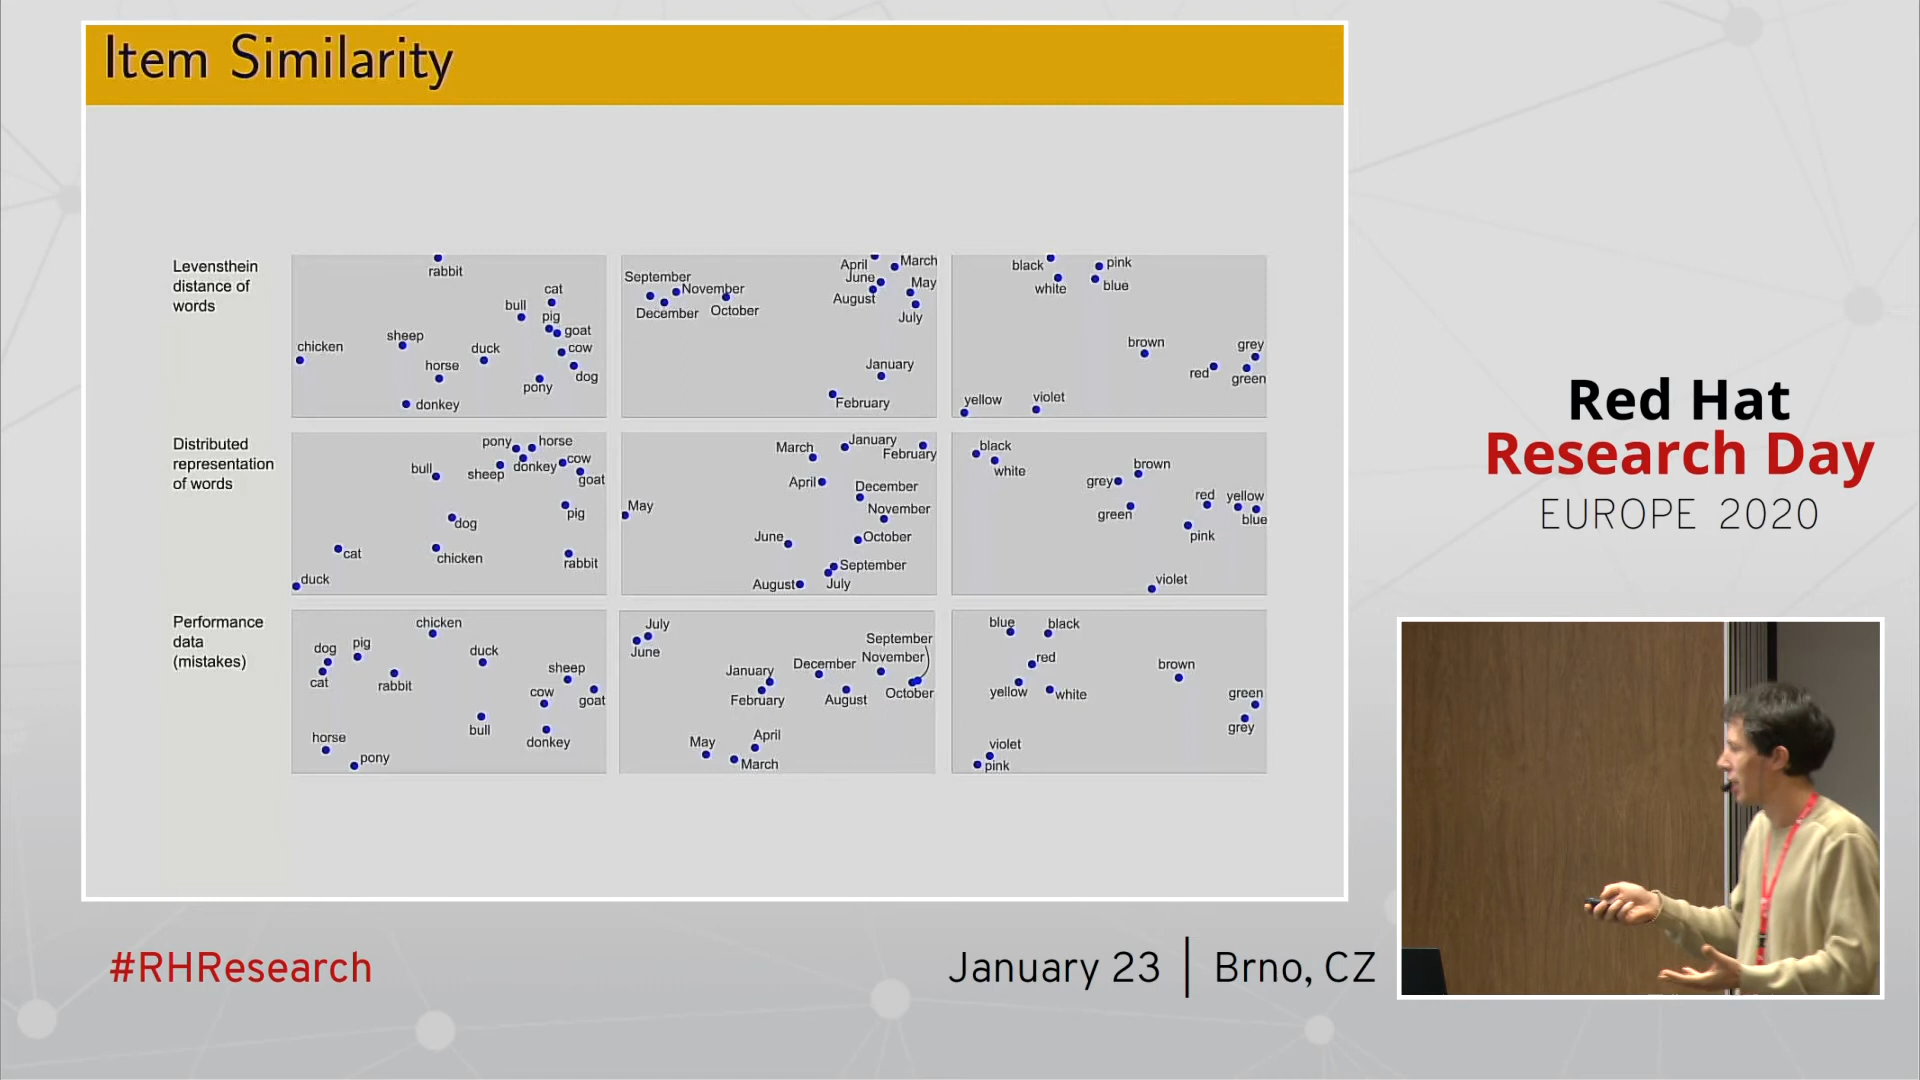 Item Similarity
Levensthein
distance of
words
rabbit
cat
bull
pig
goat
sheep
chicken
duck
cow
horse
dog
pony
donkey
April
March
September
June
November
May
August
December
October
July
January
February
black
pink
white
blue
brown
grey
red
green
yellow
violet
Distributed
representation
of words
pony
horse
bull
sheep
donkey
cow
goat
pig
dog
cat
chicken
rabbit
duck
March
January
February
April
December
May
November
June
October
September
August
July
black
white
brown
grey
red
yellow
green
blue
pink
violet
Performance
data
(mistakes)
chicken
dog
pig
duck
cat
rabbit
sheep
cow
goat
bull
horse
donkey
pony
July
September
June
November
December
January
October
February
August
May
April
March
blue
black
red
brown
yellow
white
green
grey
violet
pink
Red Hat
Research Day
EUROPE 2020
#RHResearch
January 23 | Brno, CZ